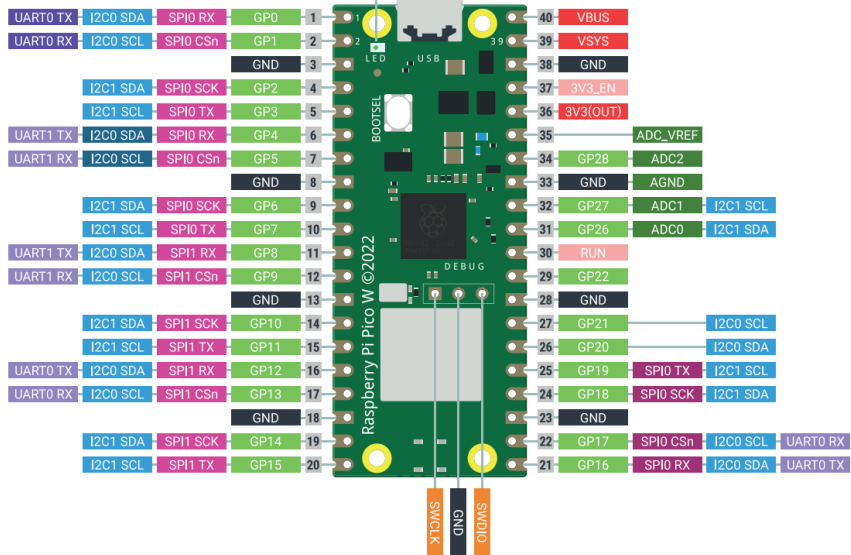 UART0 TX I2C0 SDA SPI0 RX GP0 1 1 40 VBUS
UART0 RX I2C0 SCL SPI0 CSn GP1 2 2 39 39 VSYS
GND 3 LED USB 38 GND
I2C1 SDA SPI0 SCK GP2 4 37 3V3_EN
I2C1 SCL SPI0 TX GP3 5 BOOTSEL 36 3V3(OUT)
UART1 TX I2C0 SDA SPI0 RX GP4 6 35 ADC_VREF
UART1 RX I2C0 SCL SPI0 CSn GP5 7 34 GP28 ADC2
GND 8 33 GND AGND
I2C1 SDA SPI0 SCK GP6 9 32 GP27 ADC1 I2C1 SCL
I2C1 SCL SPI0 TX GP7 10 31 GP26 ADC0 I2C1 SDA
UART1 TX I2C0 SDA SPI1 RX GP8 11 30 RUN
UART1 RX I2C0 SCL SPI1 CSn GP9 12 DEBUG 29 GP22
GND 13 28 GND
I2C1 SDA SPI1 SCK GP10 14 27 GP21 I2C0 SCL
I2C1 SCL SPI1 TX GP11 15 26 GP20 I2C0 SDA
UART0 TX I2C0 SDA SPI1 RX GP12 16 25 GP19 SPI0 TX I2C1 SCL
UART0 RX I2C0 SCL SPI1 CSn GP13 17 24 GP18 SPI0 SCK I2C1 SDA
GND 18 23 GND
I2C1 SDA SPI1 SCK GP14 19 22 GP17 SPI0 CSn I2C0 SCL UART0 RX
I2C1 SCL SPI1 TX GP15 20 21 GP16 SPI0 RX I2C0 SDA UART0 TX
Raspberry Pi Pico W ©2022
SWCLK
GND
SWDIO